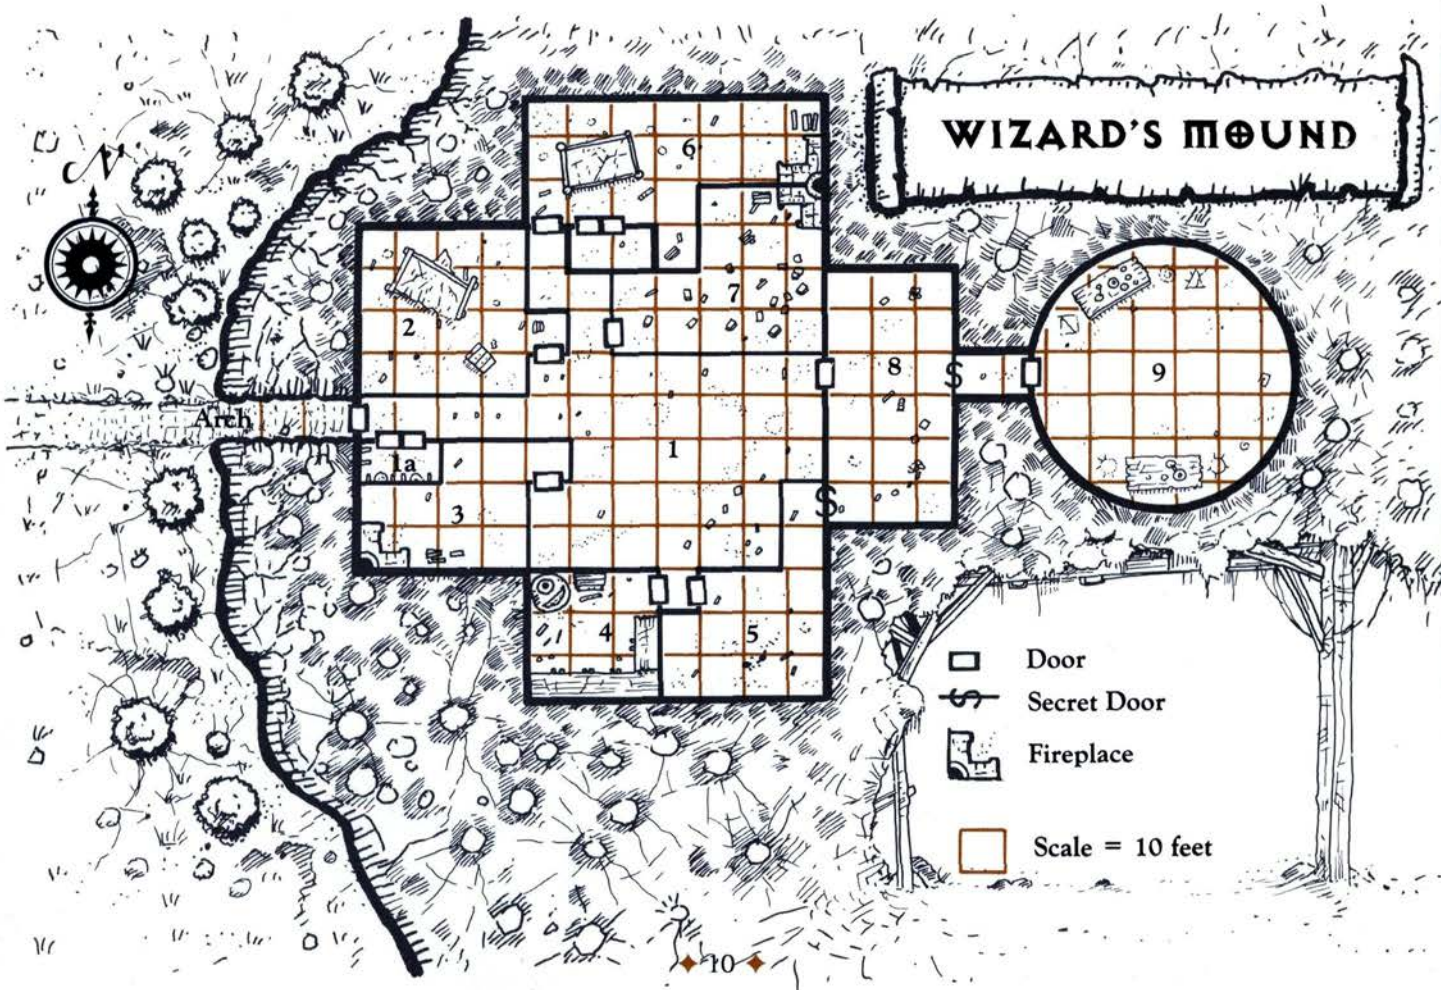 WIZARD'S MOUND
N
6
7
2
8
9
Arch
1
1a
3
S
S
4
5
Door
S
Secret Door
Fireplace
Scale = 10 feet
10